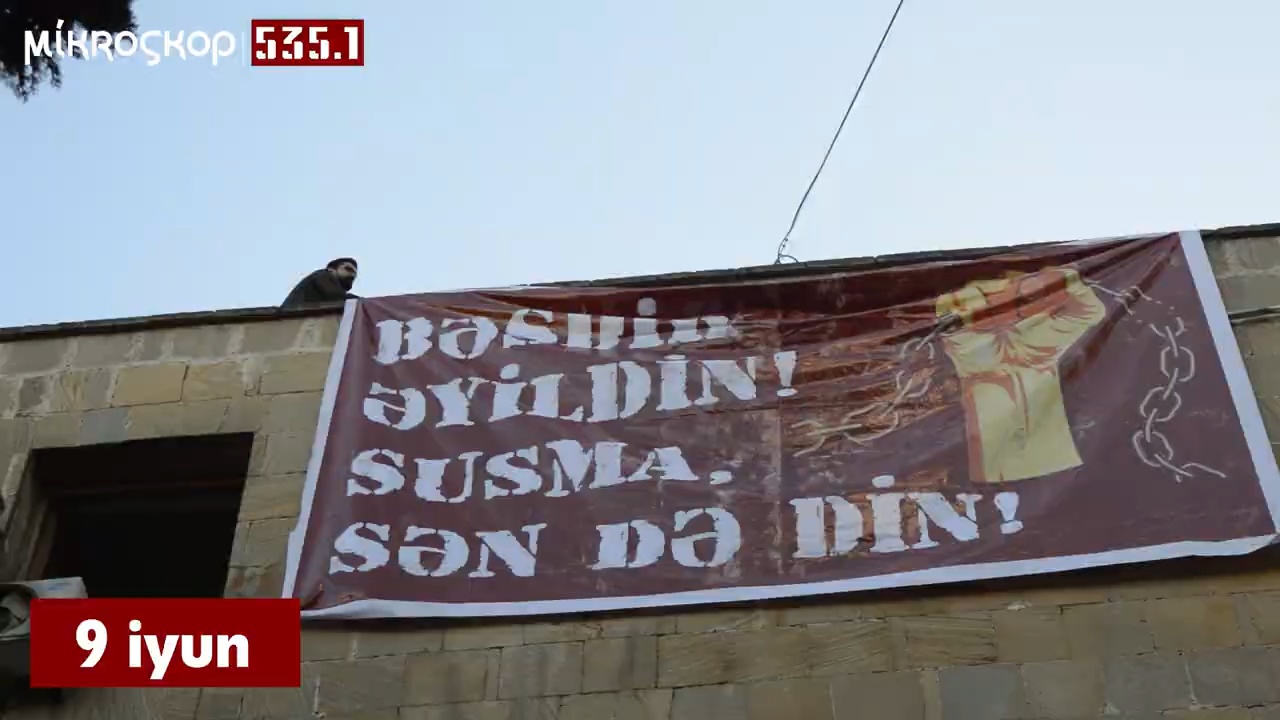 MİKROSKOP 535.1
BƏSDİR
ƏYİLDİN!
SUSMA,
SƏN DƏ DİN!
9 iyun